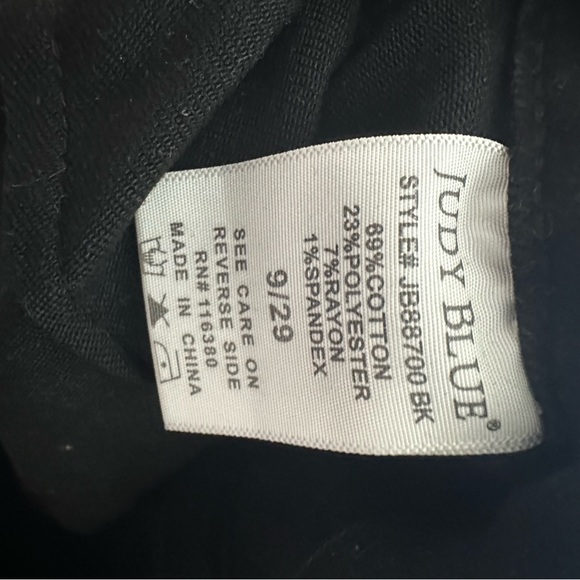 JUDY BLUE®
STYLE# JB88700 BK
69%COTTON
23%POLYESTER
7%RAYON
1%SPANDEX
9/29
SEE CARE ON
REVERSE SIDE
RN# 116380
MADE IN CHINA